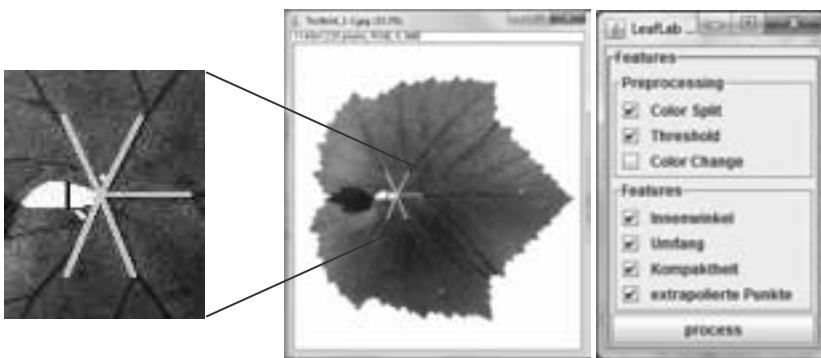 LeafLab ...
Features
Preprocessing
Color Split
Threshold
Color Change
Features
Innenwinkel
Umfang
Kompaktheit
extrapolierte Punkte
process